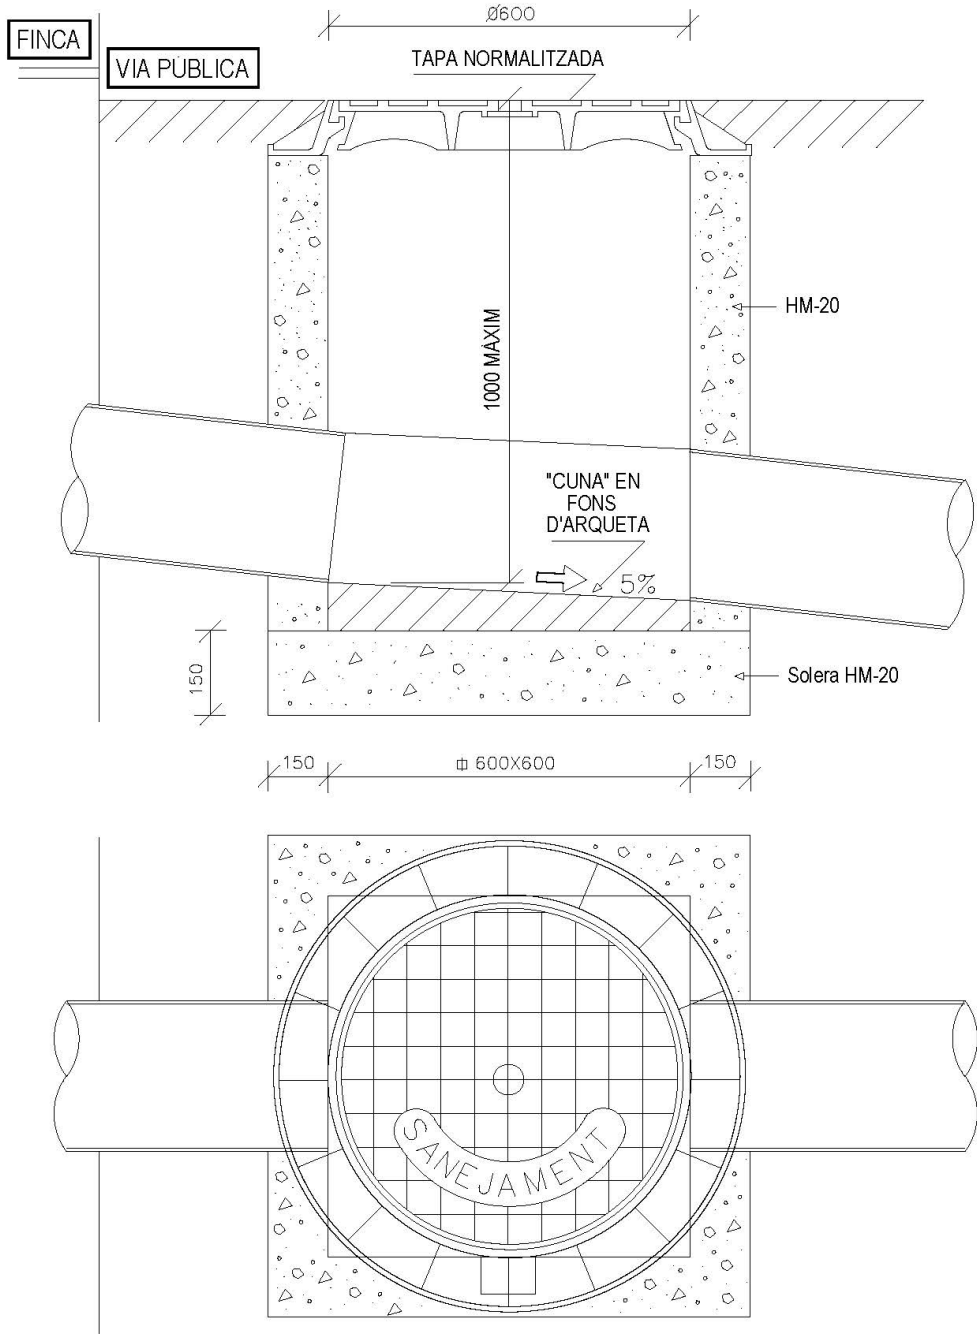 Ø600
FINCA
VIA PÚBLICA
TAPA NORMALITZADA
HM-20
1000 MÀXIM
"CUNA" EN
FONS
D'ARQUETA
5%
150
Solera HM-20
150
600X600
150
SANEJAMENT